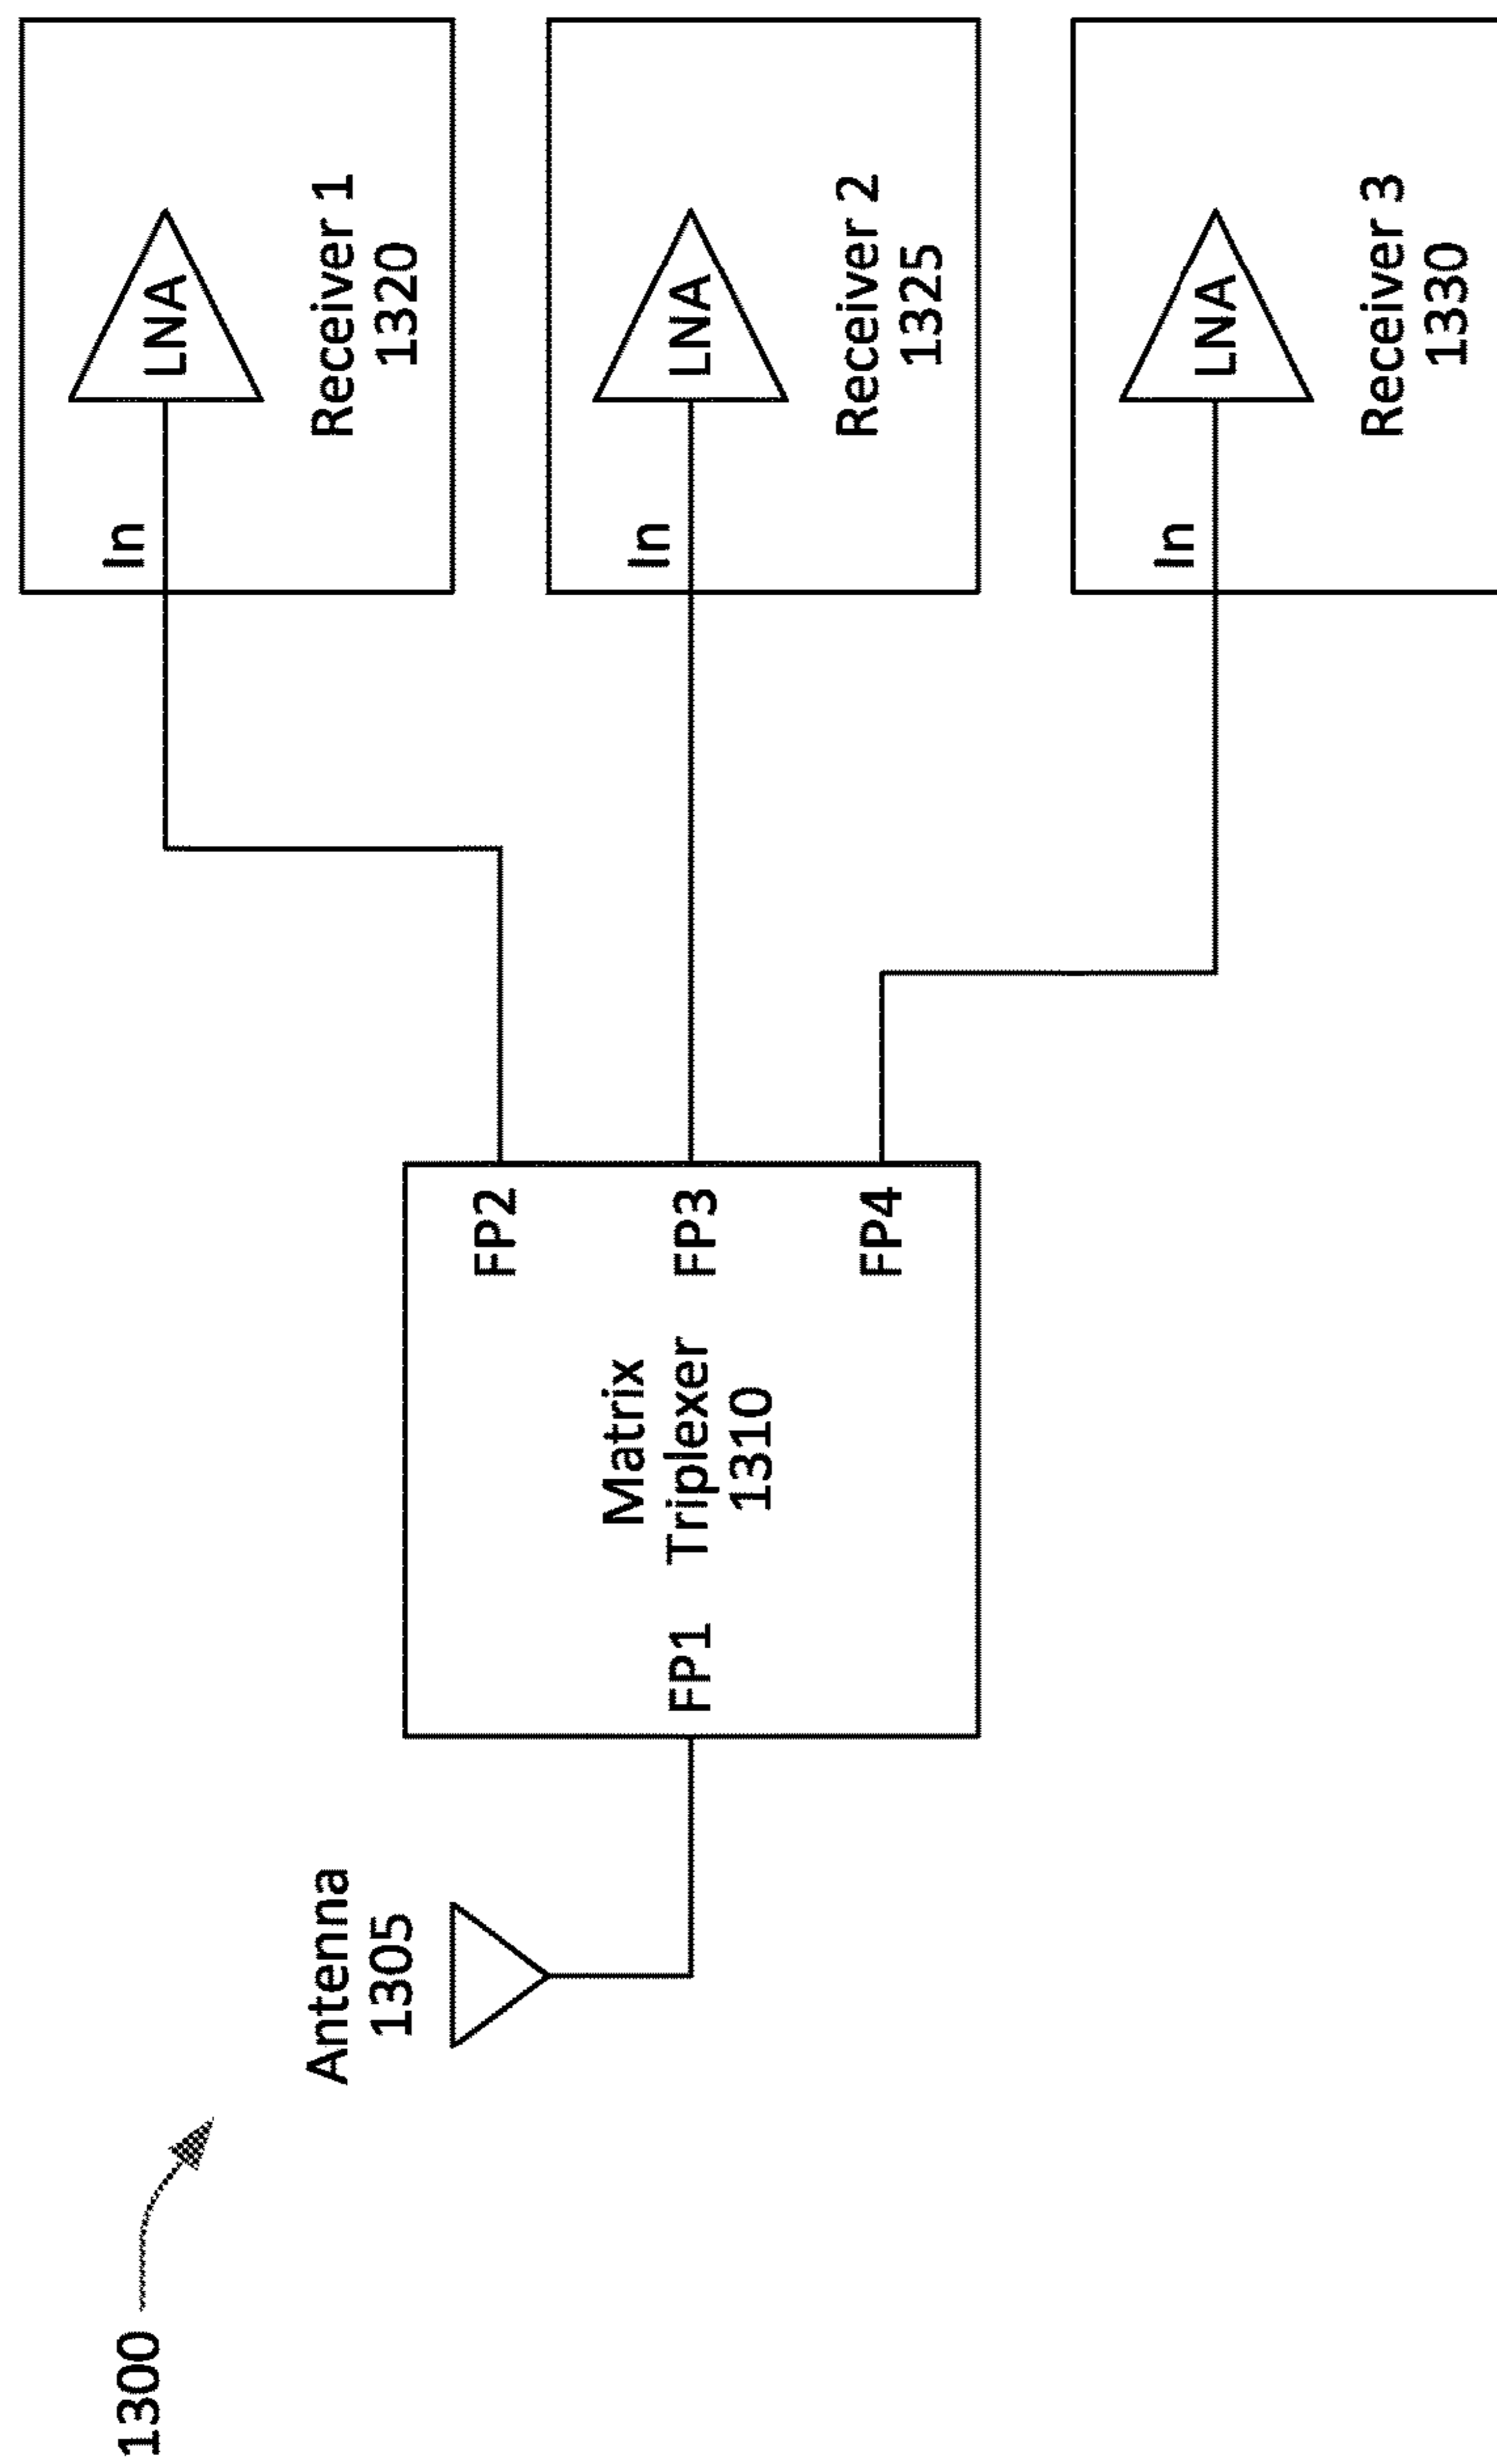 1300
Antenna
1305
FP1
Matrix
Triplexer
1310
FP2
FP3
FP4
In
LNA
Receiver 1
1320
In
LNA
Receiver 2
1325
In
LNA
Receiver 3
1330